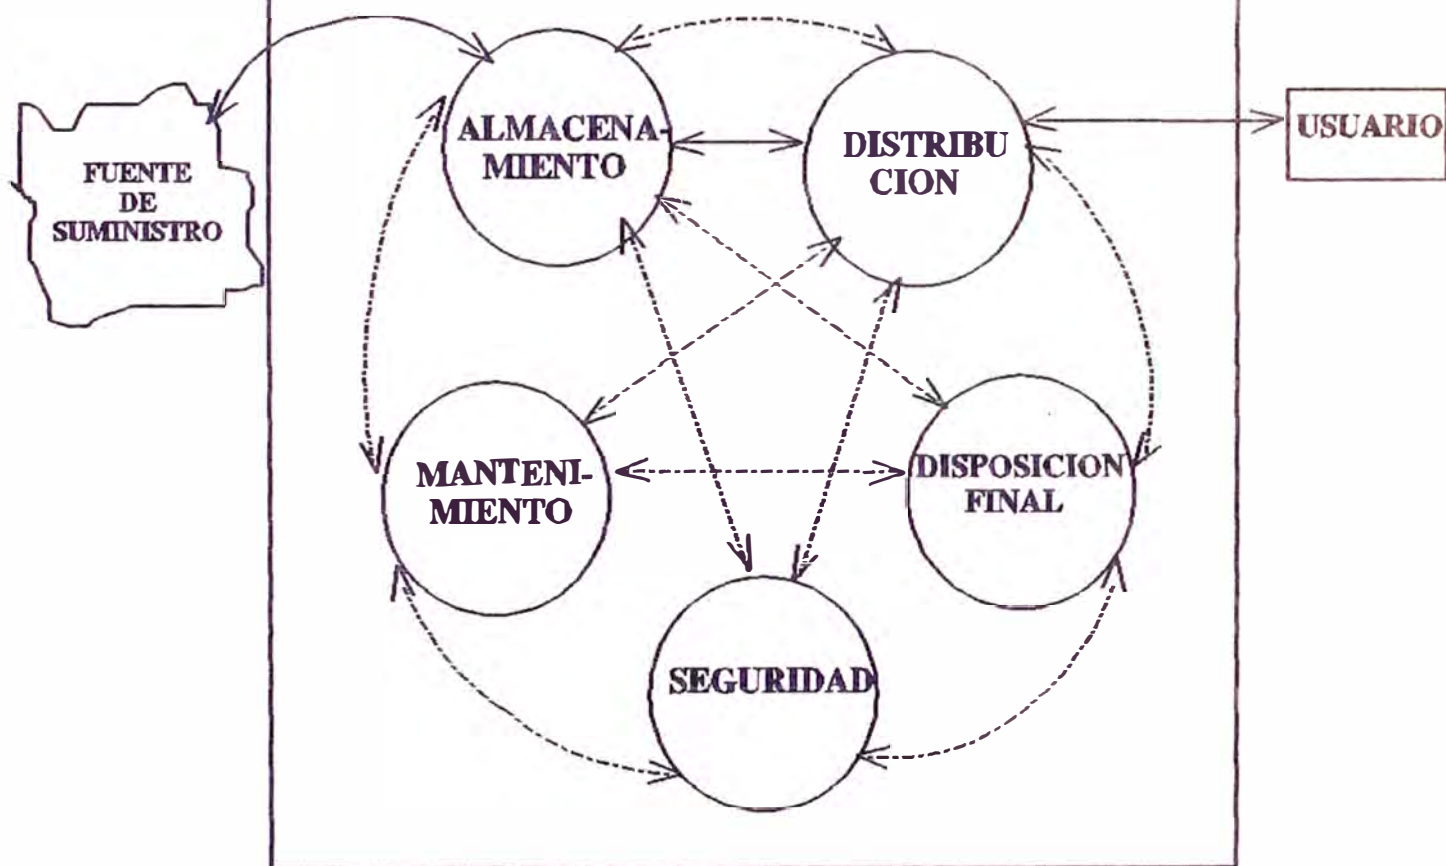 ALMACENA-
MIENTO
DISTRIBU
CION
USUARIO
FUENTE
DE
SUMINISTRO
MANTENI-
MIENTO
DISPOSICION
FINAL
SEGURIDAD